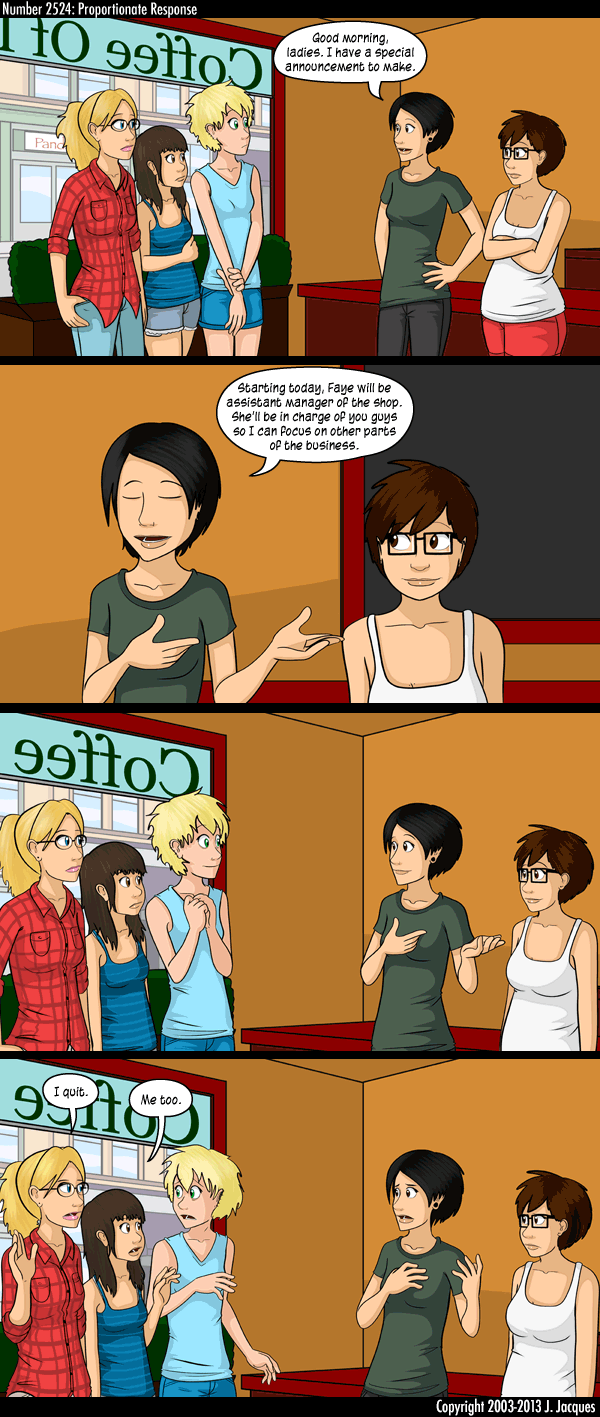 Number 2524: Proportionate Response
Coffee Of
Good morning,
ladies. I have a special
announcement to make.
Starting today, Faye will be
assistant manager of the shop.
She'll be in charge of you guys
so I can focus on other parts
of the business.
Coffee
I quit.
Me too.
Coffee
Copyright 2003-2013 J. Jacques